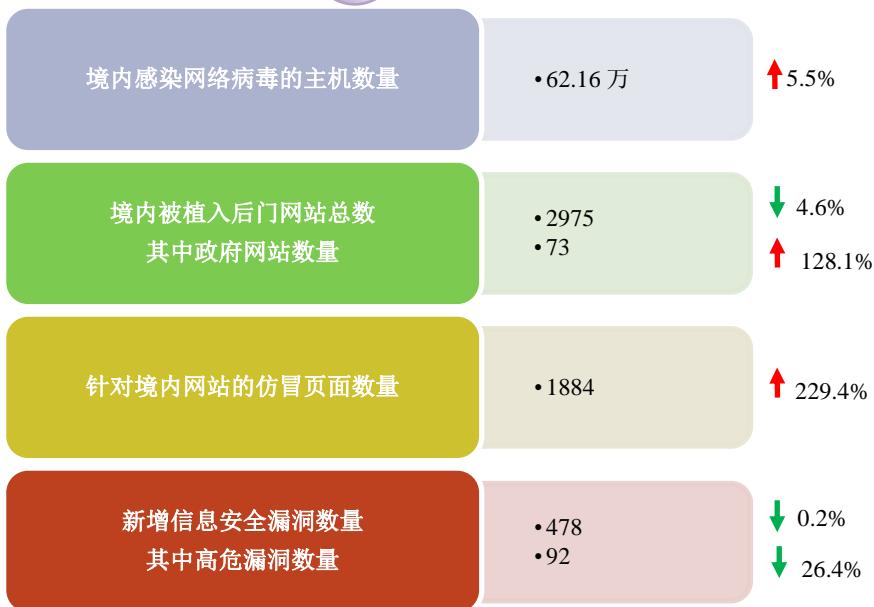 境内感染网络病毒的主机数量
•62.16 万
5.5%
境内被植入后门网站总数
其中政府网站数量
•2975
•73
4.6%
128.1%
针对境内网站的仿冒页面数量
•1884
229.4%
新增信息安全漏洞数量
其中高危漏洞数量
•478
•92
0.2%
26.4%